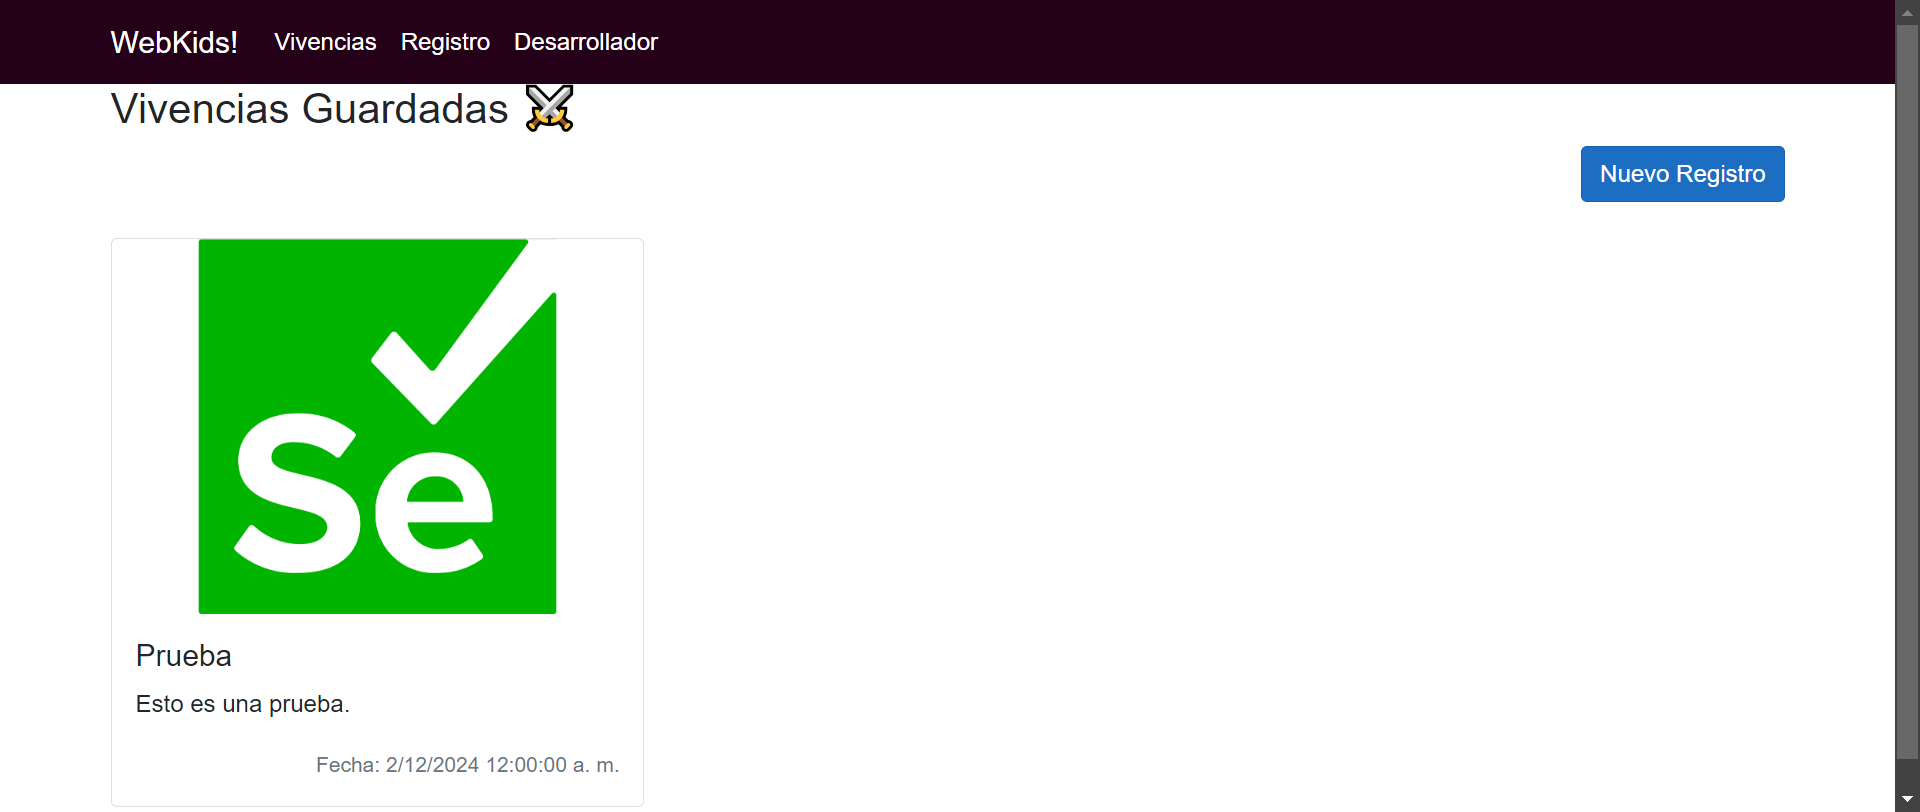 WebKids! Vivencias Registro Desarrollador
Vivencias Guardadas ⚔️
Nuevo Registro
Se
Prueba
Esto es una prueba.
Fecha: 2/12/2024 12:00:00 a. m.